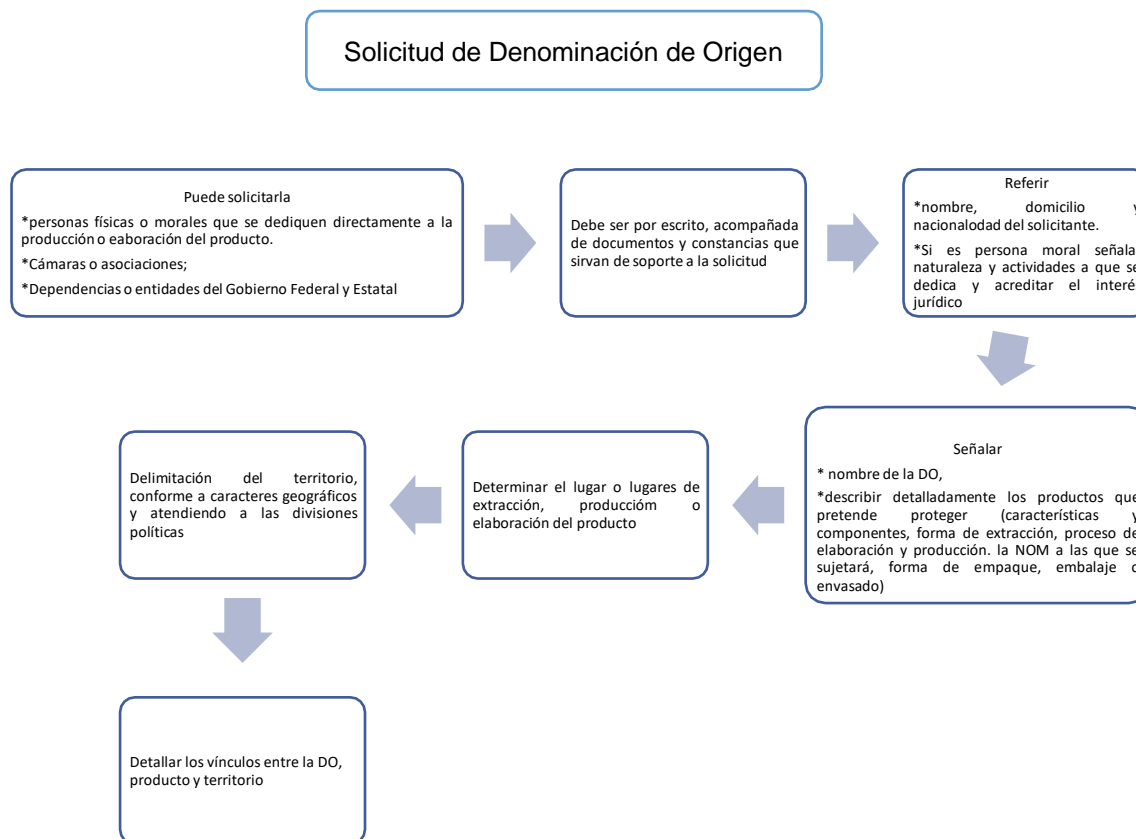 Solicitud de Denominación de Origen
Puede solicitarla
*personas físicas o morales que se dediquen directamente a la
producción o eaboración del producto.
*Cámaras o asociaciones;
*Dependencias o entidades del Gobierno Federal y Estatal
Debe ser por escrito, acompañada
de documentos y constancias que
sirvan de soporte a la solicitud
Referir
*nombre, domicilio y
nacionalodad del solicitante.
*Si es persona moral señala
naturaleza y actividades a que se
dedica y acreditar el interés
jurídico
Señalar
* nombre de la DO,
*describir detalladamente los productos que
pretende proteger (características y
componentes, forma de extracción, proceso de
elaboración y producción. la NOM a las que se
sujetará, forma de empaque, embalaje o
envasado)
Determinar el lugar o lugares de
extracción, produccióm o
elaboración del producto
Delimitación del territorio,
conforme a caracteres geográficos
y atendiendo a las divisiones
políticas
Detallar los vínculos entre la DO,
producto y territorio